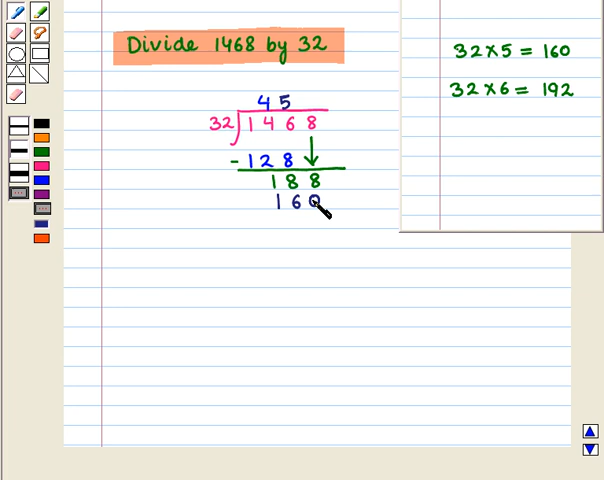 Divide 1468 by 32
32 × 5 = 160
32 × 6 = 192
45
32)1468
- 128
188
160